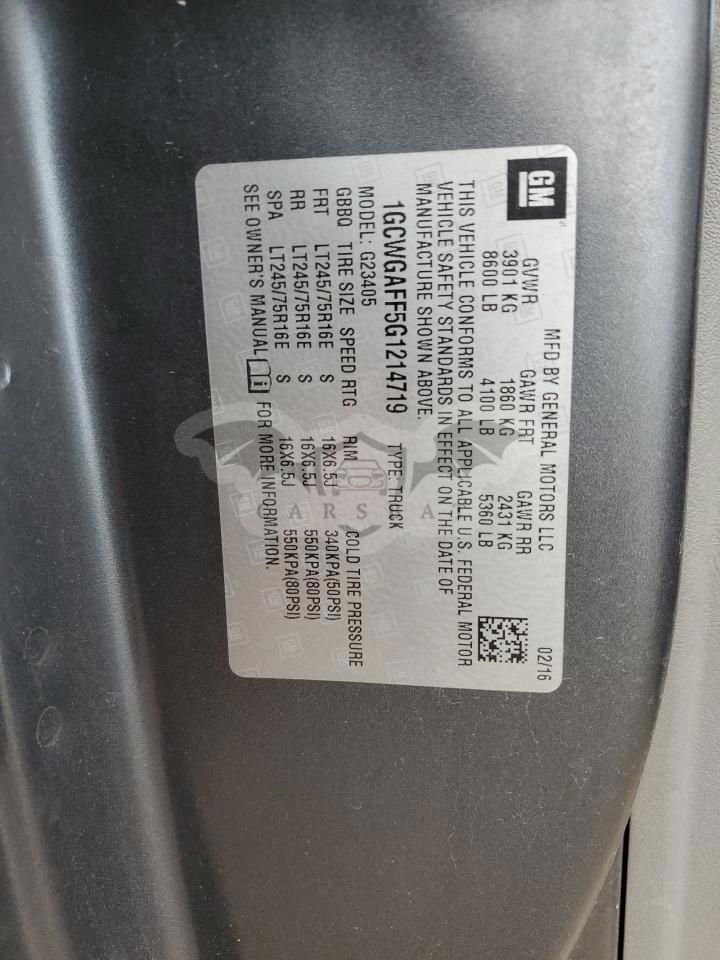 GM
MFD BY GENERAL MOTORS LLC 02/16
GVWR GAWR FRT GAWR RR
3901 KG 1860 KG 2431 KG
8600 LB 4100 LB 5360 LB
THIS VEHICLE CONFORMS TO ALL APPLICABLE U.S. FEDERAL MOTOR
VEHICLE SAFETY STANDARDS IN EFFECT ON THE DATE OF
MANUFACTURE SHOWN ABOVE.
1GCWGAFF5G1214719 TYPE: TRUCK
MODEL: G23405
GBBQ TIRE SIZE SPEED RTG RIM COLD TIRE PRESSURE
FRT LT245/75R16E S 16X6.5J 340KPA(50PSI)
RR LT245/75R16E S 16X6.5J 550KPA(80PSI)
SPA LT245/75R16E S 16X6.5J 550KPA(80PSI)
SEE OWNER'S MANUAL i FOR MORE INFORMATION.